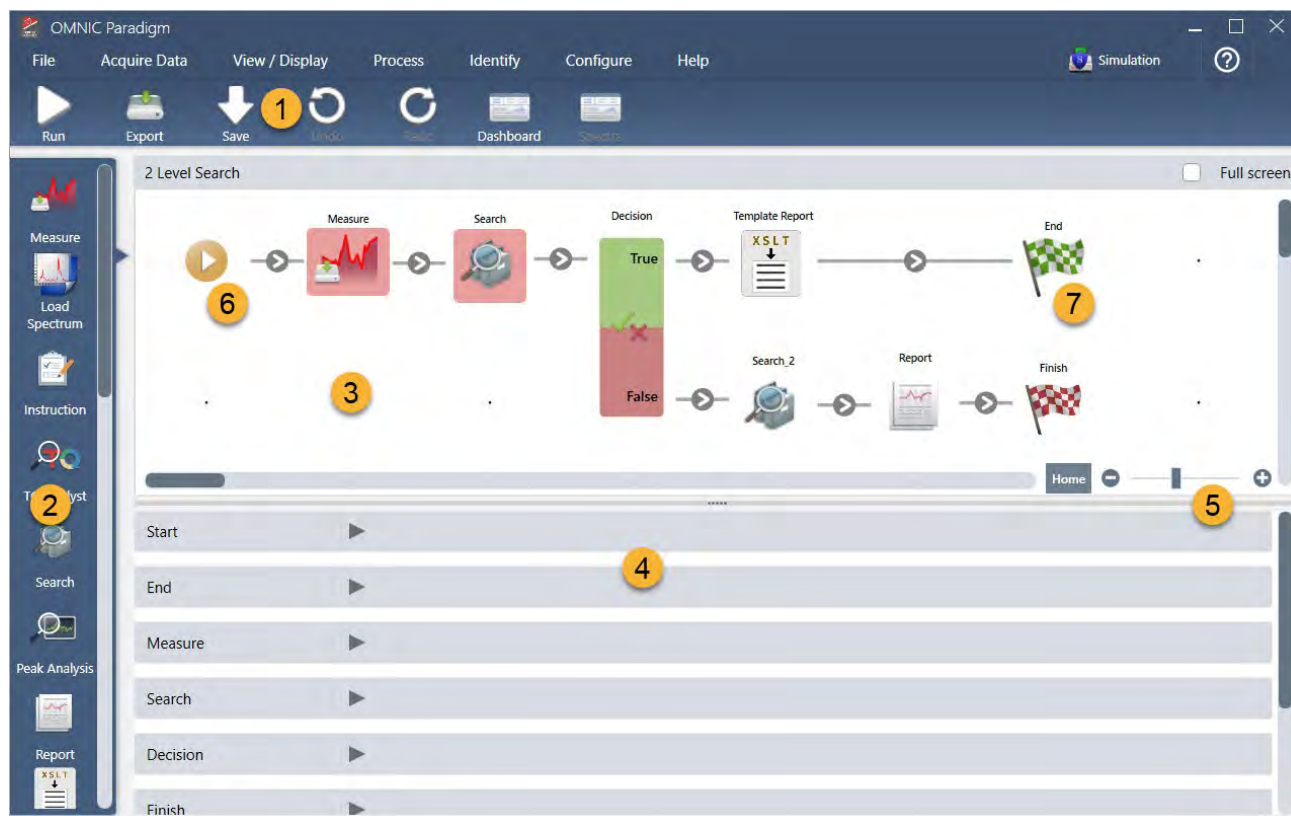 OMNIC Paradigm
File Acquire Data View / Display Process Identify Configure Help Simulation ?
1
Run Export Save Undo Redo Dashboard
2 Level Search Full screen
Measure
Load
Spectrum
Instruction
2
Search
Peak Analysis
Report
XSLT
Measure Search Decision Template Report End
XSLT
True
6 7
3
Search_2 Report Finish
False
Home
5
Start
4
End
Measure
Search
Decision
Finish